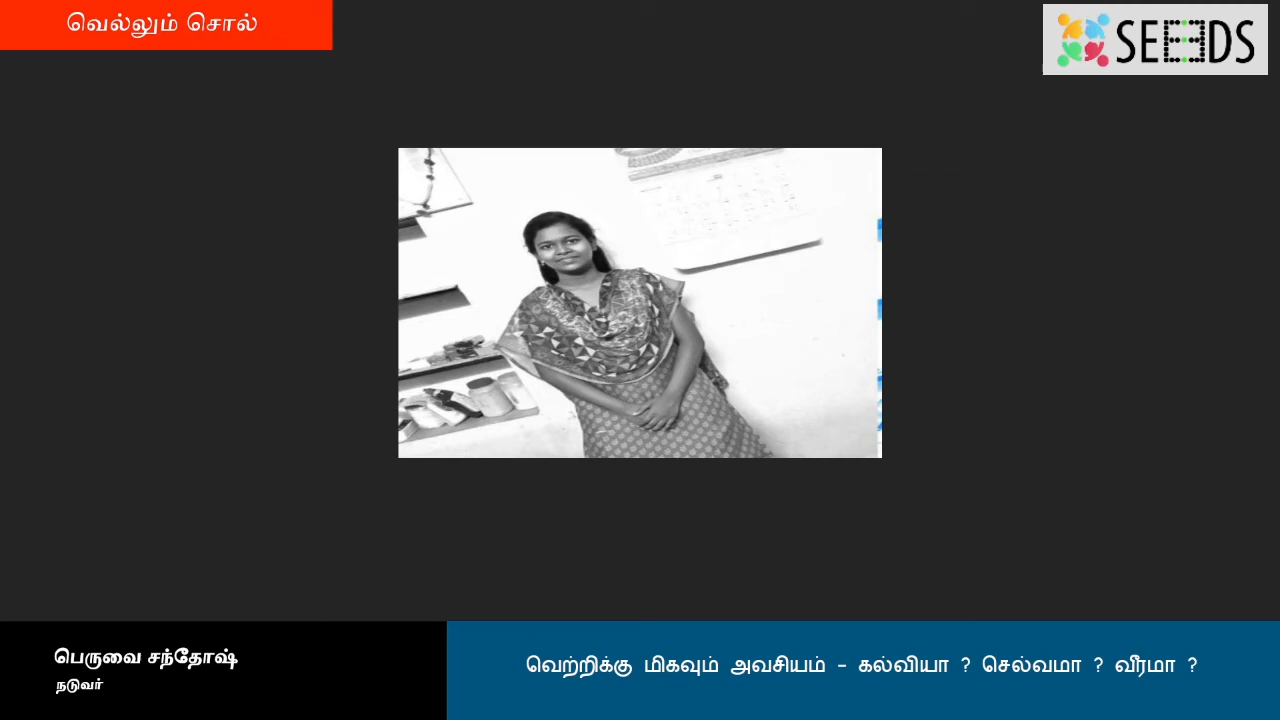 வெல்லும் சொல்
SEEDS
பெருவை சந்தோஷ்
நடுவர்
வெற்றிக்கு மிகவும் அவசியம் - கல்வியா ? செல்வமா ? வீரமா ?